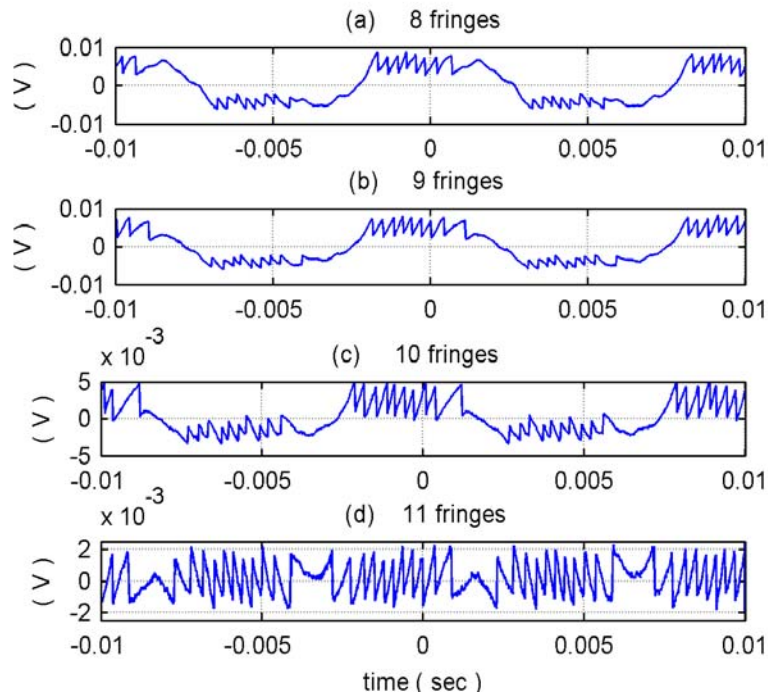 (a) 8 fringes
0.01
0
-0.01
( V )
-0.01 -0.005 0 0.005 0.01
(b) 9 fringes
0.01
0
-0.01
( V )
-0.01 -0.005 0 0.005 0.01
x 10⁻³ (c) 10 fringes
5
0
-5
( V )
-0.01 -0.005 0 0.005 0.01
x 10⁻³ (d) 11 fringes
2
0
-2
( V )
-0.01 -0.005 0 0.005 0.01
time ( sec )